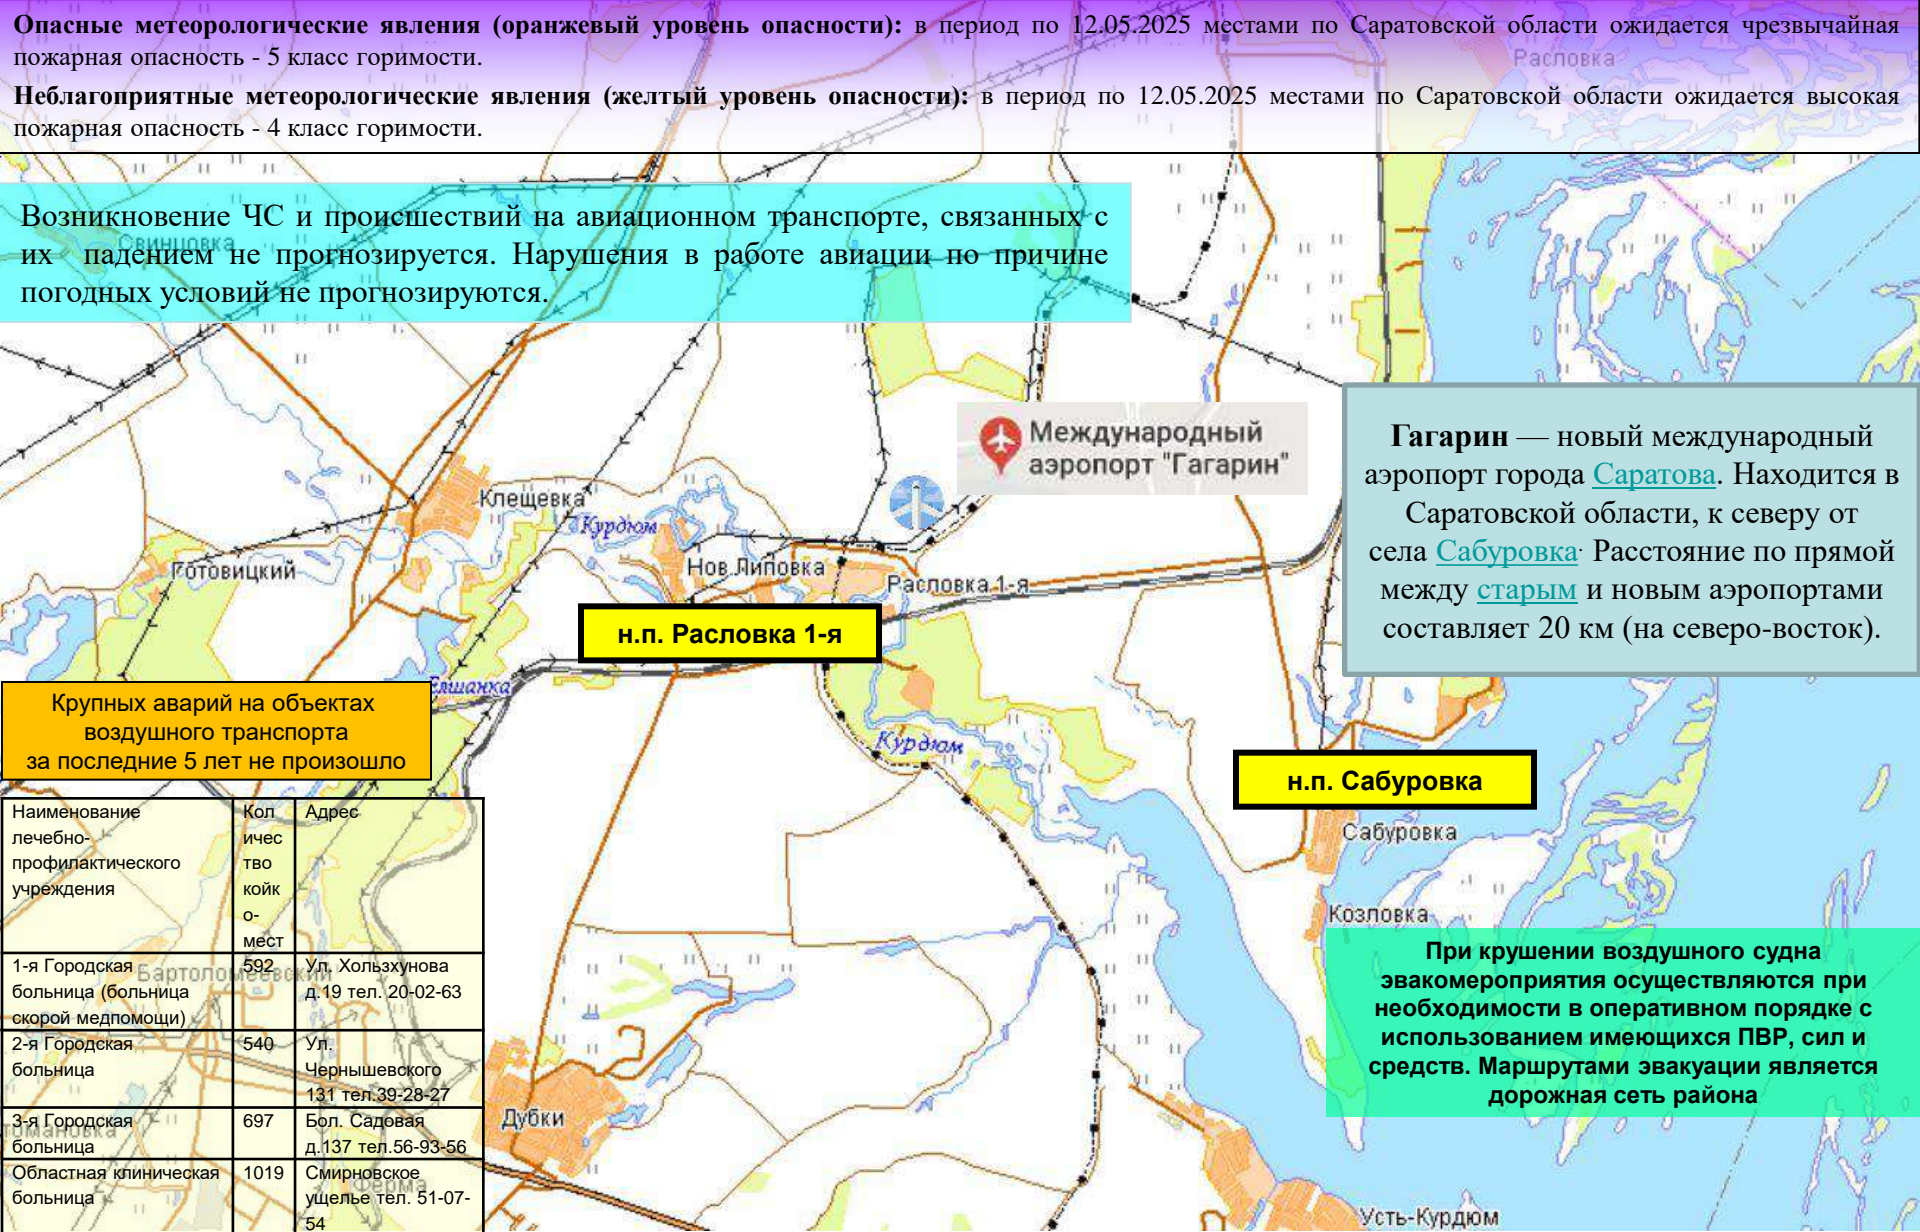 Опасные метеорологические явления (оранжевый уровень опасности): в период по 12.05.2025 местами по Саратовской области ожидается чрезвычайная
пожарная опасность - 5 класс горимости.
Неблагоприятные метеорологические явления (желтый уровень опасности): в период по 12.05.2025 местами по Саратовской области ожидается высокая
пожарная опасность - 4 класс горимости.
Расловка
Возникновение ЧС и происшествий на авиационном транспорте, связанных с
их падением не прогнозируется. Нарушения в работе авиации по причине
погодных условий не прогнозируются.
Свинцовка
Международный
аэропорт "Гагарин"
Гагарин — новый международный
аэропорт города Саратова. Находится в
Саратовской области, к северу от
села Сабуровка. Расстояние по прямой
между старым и новым аэропортами
составляет 20 км (на северо-восток).
Клещевка
Курдюм
Готовицкий
Нов.Липовка
Расловка 1-я
н.п. Расловка 1-я
Елшанка
Крупных аварий на объектах
воздушного транспорта
за последние 5 лет не произошло
Курдюм
н.п. Сабуровка
Сабуровка
Козловка
Наименование
лечебно-
профилактического
учреждения
Кол
ичес
тво
койк
о-
мест
Адрес
1-я Городская
больница (больница
скорой медпомощи)
592
Ул. Хользхунова
д.19 тел. 20-02-63
Бартоломеевский
2-я Городская
больница
540
Ул.
Чернышевского
131 тел.39-28-27
3-я Городская
больница
697
Бол. Садовая
д.137 тел.56-93-56
Областная клиническая
больница
1019
Смирновское
ущелье тел. 51-07-
54
Ферма
Дубки
При крушении воздушного судна
эвакомероприятия осуществляются при
необходимости в оперативном порядке с
использованием имеющихся ПВР, сил и
средств. Маршрутами эвакуации является
дорожная сеть района
Усть-Курдюм